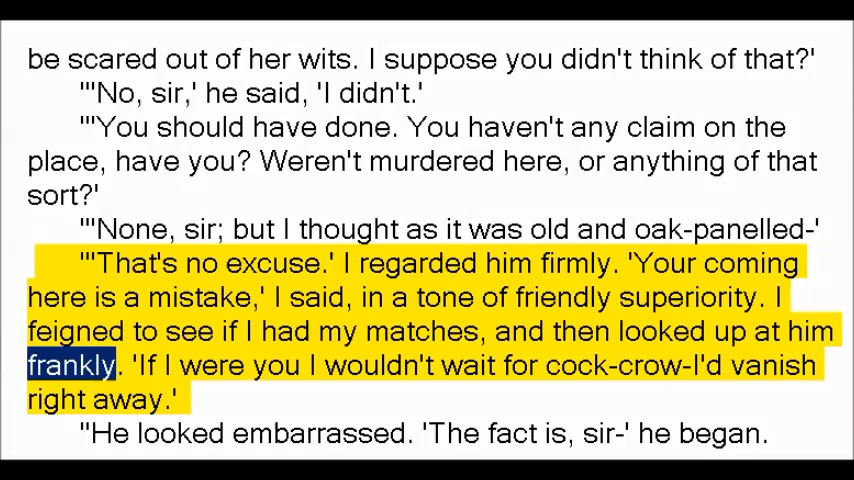 be scared out of her wits. I suppose you didn't think of that?'
"'No, sir,' he said, 'I didn't.'
"'You should have done. You haven't any claim on the
place, have you? Weren't murdered here, or anything of that
sort?'
"'None, sir; but I thought as it was old and oak-panelled-'
"'That's no excuse.' I regarded him firmly. 'Your coming
here is a mistake,' I said, in a tone of friendly superiority. I
feigned to see if I had my matches, and then looked up at him
frankly. 'If I were you I wouldn't wait for cock-crow-I'd vanish
right away.'
"He looked embarrassed. 'The fact is, sir-' he began.